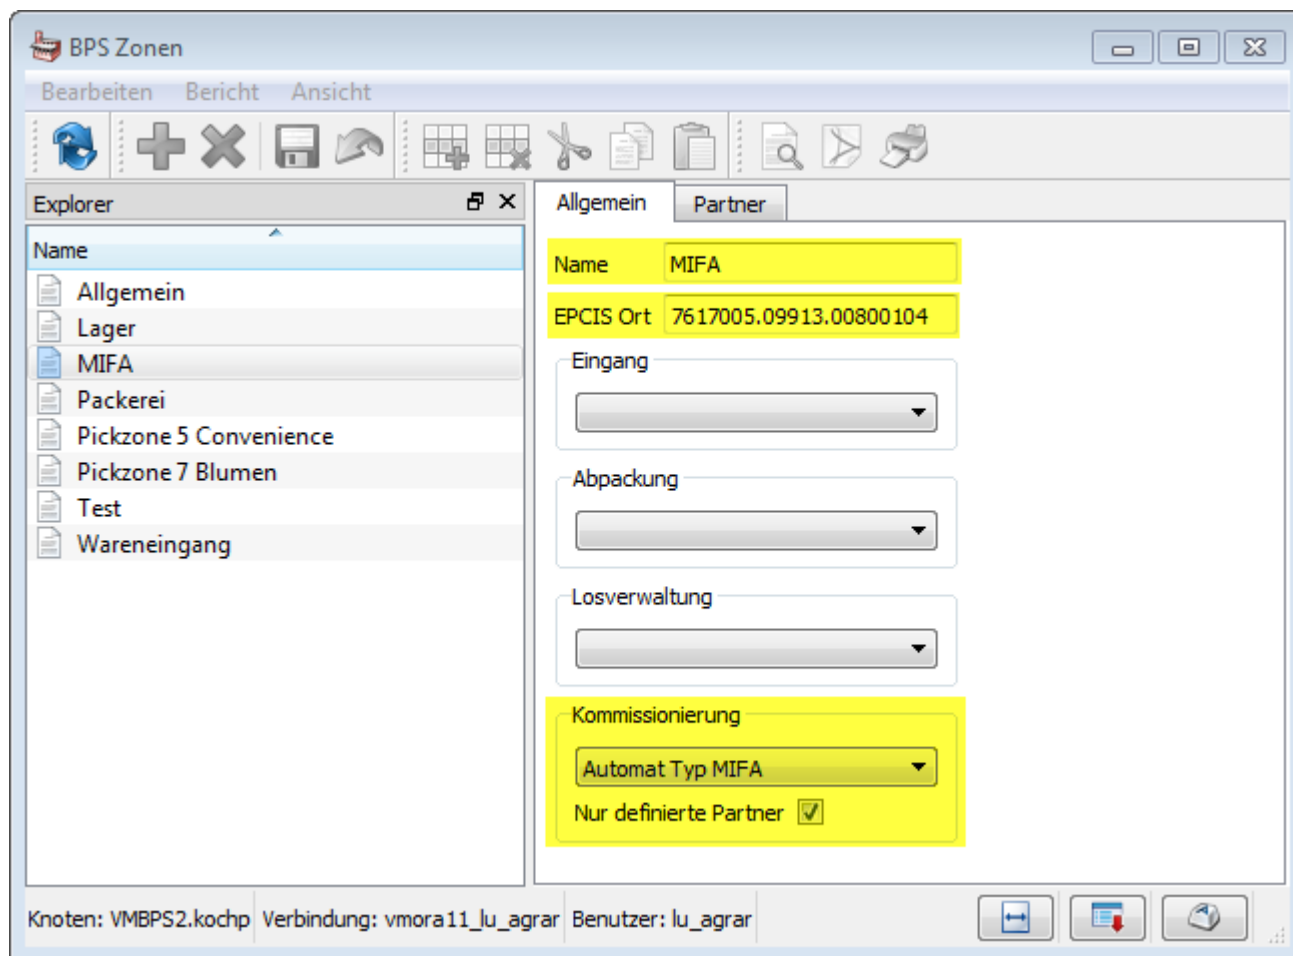 BPS Zonen
Bearbeiten Bericht Ansicht
Explorer
Name
Allgemein
Lager
MIFA
Packerei
Pickzone 5 Convenience
Pickzone 7 Blumen
Test
Wareneingang
Allgemein Partner
Name MIFA
EPCIS Ort 7617005.09913.00800104
Eingang
Abpackung
Losverwaltung
Kommissionierung
Automat Typ MIFA
Nur definierte Partner
Knoten: VMBPS2.kochp Verbindung: vmora11_lu_agrar Benutzer: lu_agrar